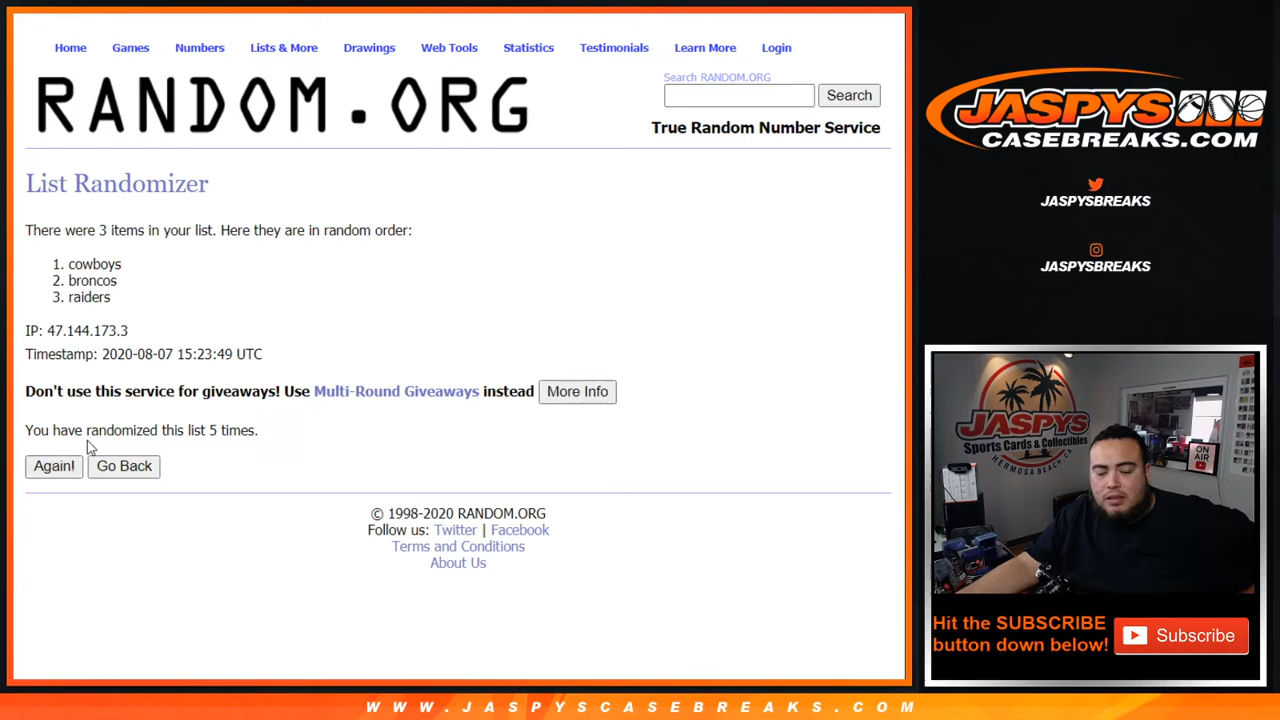 Home Games Numbers Lists & More Drawings Web Tools Statistics Testimonials Learn More Login
RANDOM.ORG
Search RANDOM.ORG
Search
True Random Number Service
List Randomizer
There were 3 items in your list. Here they are in random order:
1. cowboys
2. broncos
3. raiders
IP: 47.144.173.3
Timestamp: 2020-08-07 15:23:49 UTC
Don't use this service for giveaways! Use Multi-Round Giveaways instead More Info
You have randomized this list 5 times.
Again! Go Back
© 1998-2020 RANDOM.ORG
Follow us: Twitter | Facebook
Terms and Conditions
About Us
JASPYS
CASEBREAKS.COM
JASPYSBREAKS
JASPYSBREAKS
JASPYS
Sports Cards & Collectibles
HERMOSA BEACH, CA
ON AIR
Hit the SUBSCRIBE
button down below!
Subscribe
WWW.JASPYSCASEBREAKS.COM